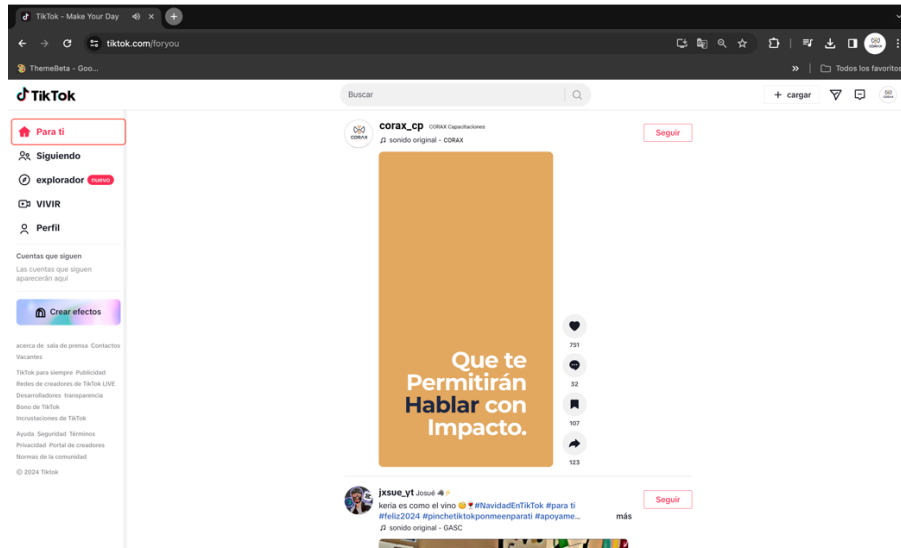 TikTok - Make Your Day
tiktok.com/foryou
ThemeBeta - Goo...
Todos los favoritos
TikTok
Buscar
cargar
Para ti
Siguiendo
explorador nuevo
VIVIR
Perfil
Cuentas que siguen
Las cuentas que siguen
aparecerán aquí
Crear efectos
acerca de sala de prensa Contactos
Vacantes
TikTok para siempre Publicidad
Redes de creadores de TikTok LIVE
Desarrolladores transparencia
Bono de TikTok
Incrustaciones de TikTok
Ayuda Seguridad Términos
Privacidad Portal de creadores
Normas de la comunidad
© 2024 Tiktok
CORAX
corax_cp CORAX Capacitaciones
sonido original - CORAX
Seguir
Que te
Permitirán
Hablar con
Impacto.
751
32
107
123
jxsue_yt Josué
keria es como el vino #NavidadEnTikTok #para ti
#feliz2024 #pinchetiktokponmeenparati #apoyame... más
sonido original - GASC
Seguir